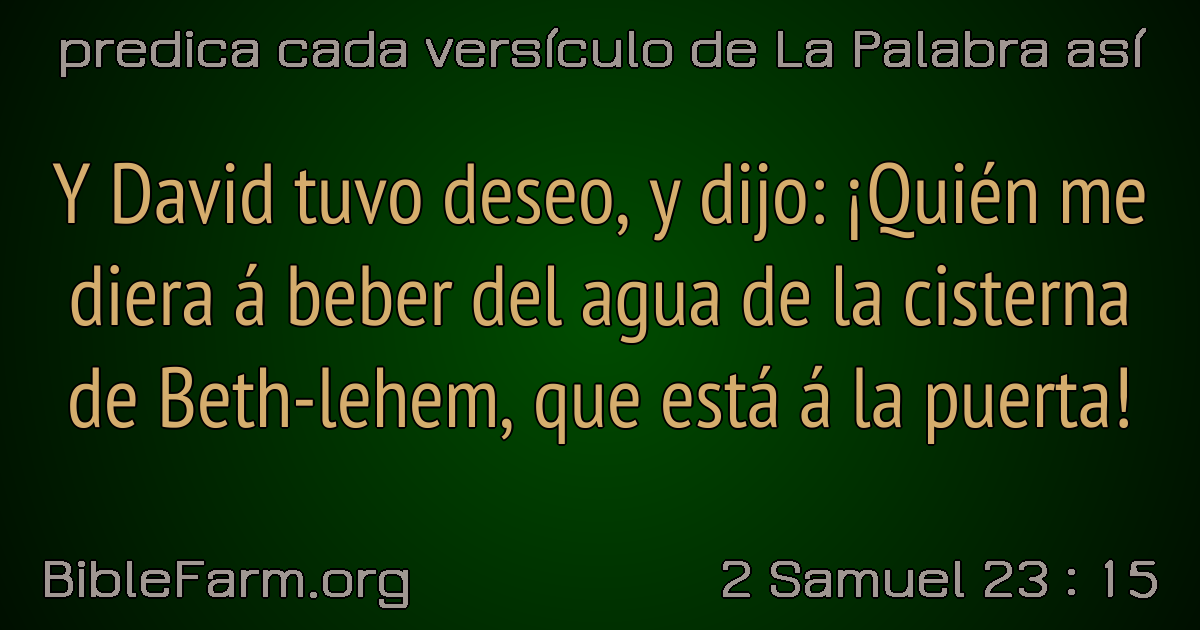 predica cada versículo de La Palabra así
Y David tuvo deseo, y dijo: ¡Quién me
diera á beber del agua de la cisterna
de Beth-lehem, que está á la puerta!
BibleFarm.org
2 Samuel 23 : 15